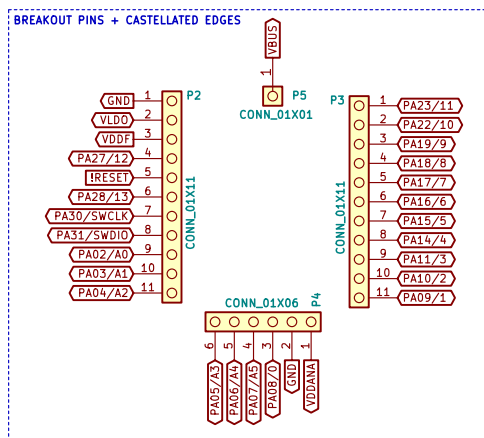 BREAKOUT PINS + CASTELLATED EDGES
VBUS
1
P5
CONN_01X01
P2
GND 1
VLDO 2
VDDF 3
PA27/12 4
!RESET 5
PA28/13 6
PA30/SWCLK 7
PA31/SWDIO 8
PA02/A0 9
PA03/A1 10
PA04/A2 11
CONN_01X11
P3
1 PA23/11
2 PA22/10
3 PA19/9
4 PA18/8
5 PA17/7
6 PA16/6
7 PA15/5
8 PA14/4
9 PA11/3
10 PA10/2
11 PA09/1
CONN_01X11
CONN_01X06
P4
6 PA05/A3
5 PA06/A4
4 PA07/A5
3 PA08/0
2 GND
1 VDDANA